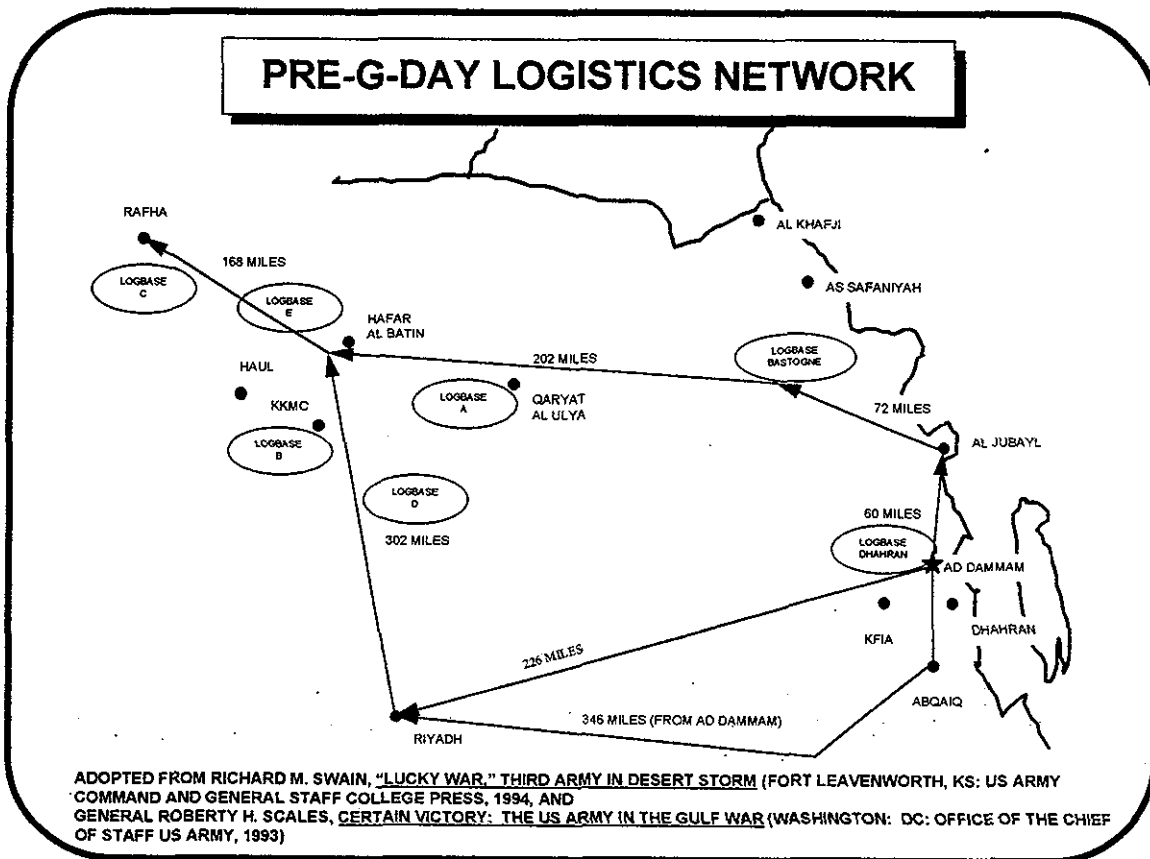 PRE-G-DAY LOGISTICS NETWORK
RAFHA
AL KHAFJI
168 MILES
LOGBASE
C
LOGBASE
E
AS SAFANIYAH
HAFAR
AL BATIN
202 MILES
LOGBASE
BASTOGNE
HAUL
KKMC
LOGBASE
A
QARYAT
AL ULYA
72 MILES
LOGBASE
B
AL JUBAYL
LOGBASE
D
302 MILES
60 MILES
LOGBASE
DHAHRAN
AD DAMMAM
KFIA
DHAHRAN
226 MILES
ABQAIQ
346 MILES (FROM AD DAMMAM)
RIYADH
ADOPTED FROM RICHARD M. SWAIN, "LUCKY WAR," THIRD ARMY IN DESERT STORM (FORT LEAVENWORTH, KS: US ARMY
COMMAND AND GENERAL STAFF COLLEGE PRESS, 1994, AND
GENERAL ROBERTY H. SCALES, CERTAIN VICTORY: THE US ARMY IN THE GULF WAR (WASHINGTON: DC: OFFICE OF THE CHIEF
OF STAFF US ARMY, 1993)